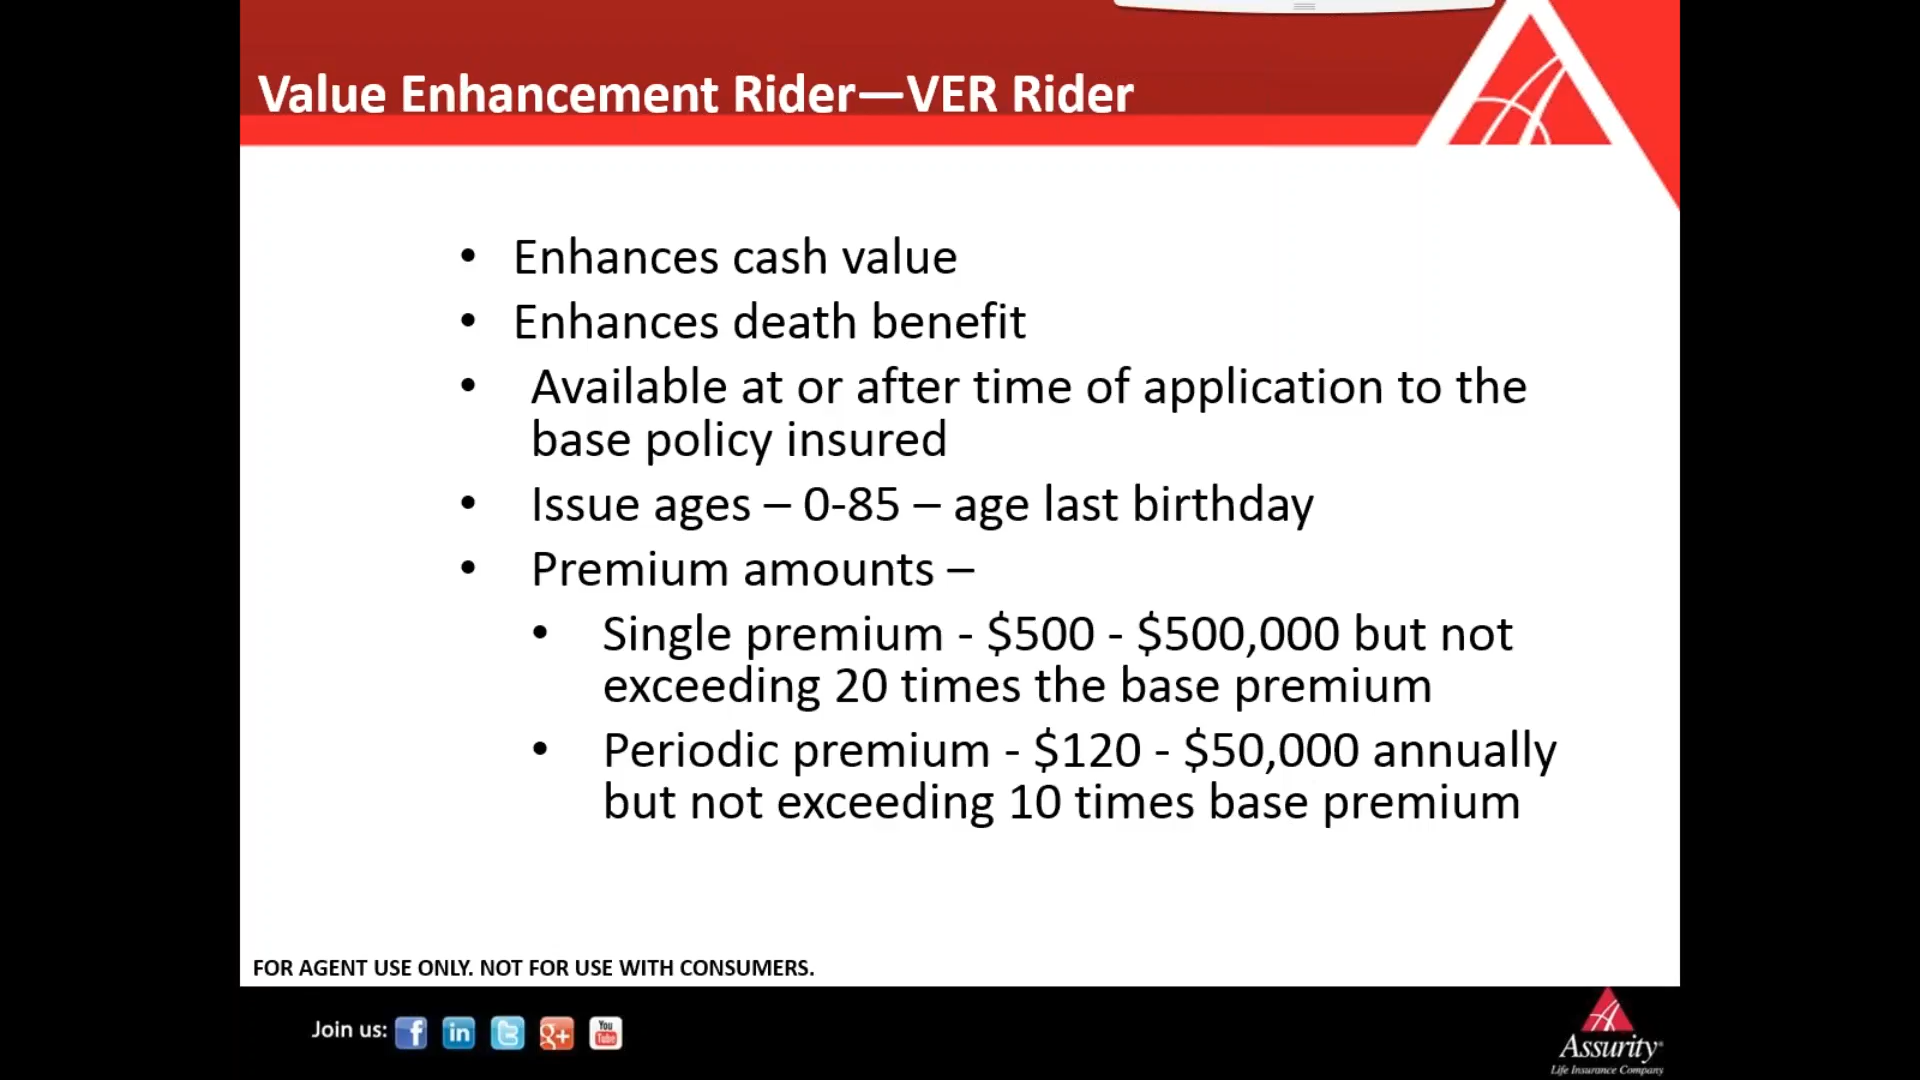 Value Enhancement Rider—VER Rider
• Enhances cash value
• Enhances death benefit
• Available at or after time of application to the
base policy insured
• Issue ages – 0-85 – age last birthday
• Premium amounts –
• Single premium - $500 - $500,000 but not
exceeding 20 times the base premium
• Periodic premium - $120 - $50,000 annually
but not exceeding 10 times base premium
FOR AGENT USE ONLY. NOT FOR USE WITH CONSUMERS.
Join us: f in t g+ You Tube
Assurity®
Life Insurance Company